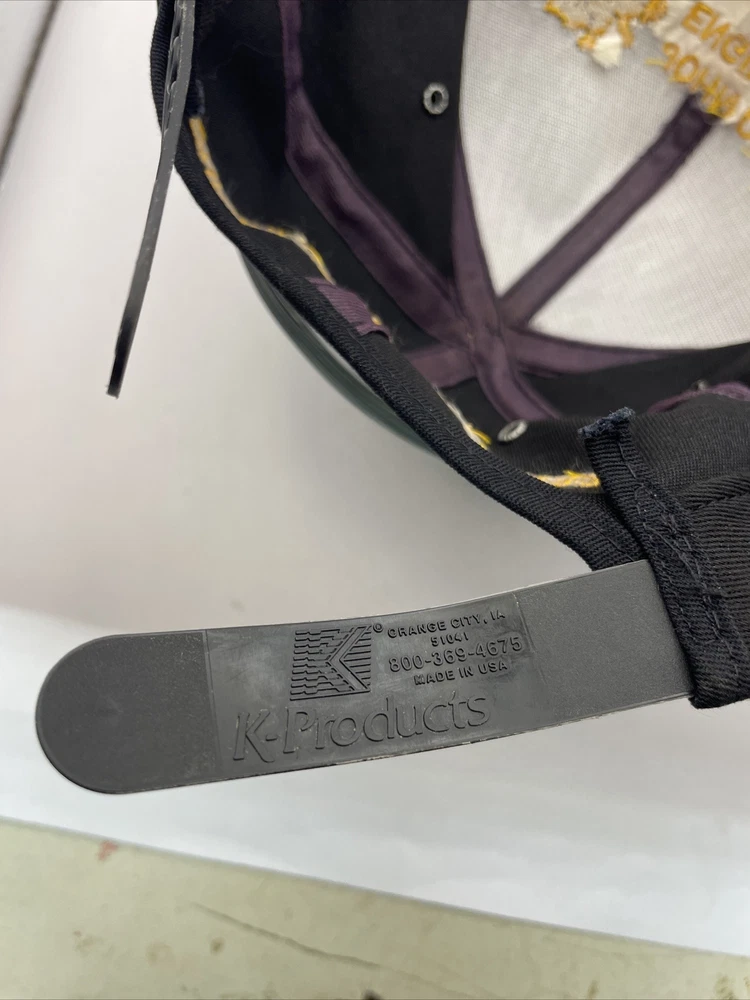 ORANGE CITY, IA
51041
800-369-4675
MADE IN USA
K-Products